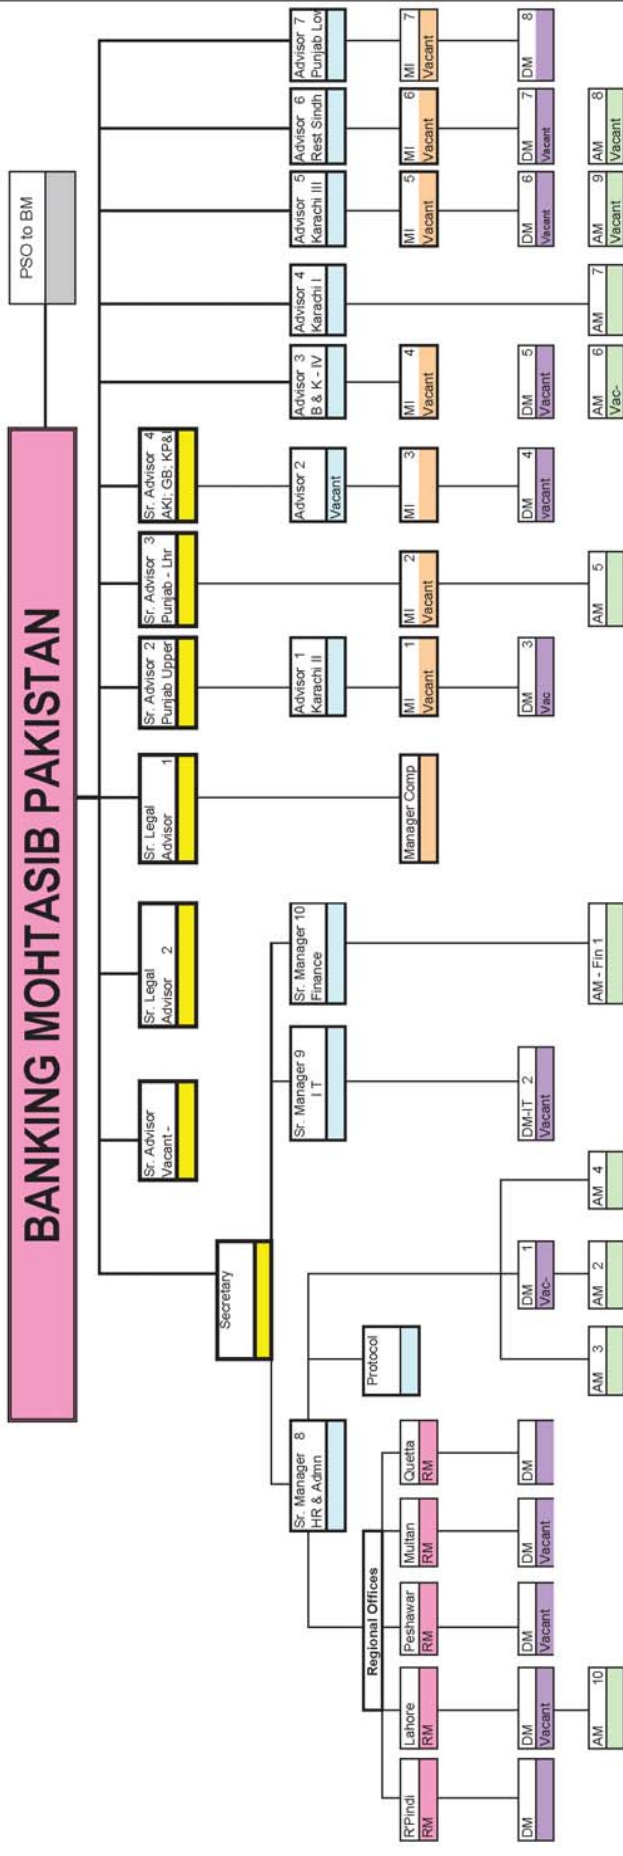 BANKING MOHTASIB PAKISTAN
PSO to BM
Sr. Advisor
Vacant -
Sr. Legal
Advisor 2
Sr. Legal 1
Advisor
Sr. Advisor 2
Punjab Upper
Sr. Advisor 3
Punjab - Lhr
Sr. Advisor 4
AKI; GB; KP&I
Secretary
Sr. Manager 8
HR & Admn
Sr. Manager 9
I T
Sr. Manager 10
Finance
Advisor 1
Karachi II
Advisor 2
Vacant
Advisor 3
B & K - IV
Advisor 4
Karachi I
Advisor 5
Karachi III
Advisor 6
Rest Sindh
Advisor 7
Punjab Low
Regional Offices
Protocol
R'Pindi
RM
Lahore
RM
Peshawar
RM
Multan
RM
Quetta
RM
Manager Comp
MI 1
Vacant
MI 2
Vacant
MI 3
MI 4
Vacant
MI 5
Vacant
MI 6
Vacant
MI 7
Vacant
DM
DM
Vacant
DM
Vacant
DM
Vacant
DM
DM 1
Vac-
DM-IT 2
Vacant
DM 3
Vac
DM 4
vacant
DM 5
Vacant
DM 6
Vacant
DM 7
Vacant
DM 8
AM 10
AM 3
AM 2
AM 4
AM - Fin 1
AM 5
AM 6
Vac-
AM 7
AM 9
Vacant
AM 8
Vacant